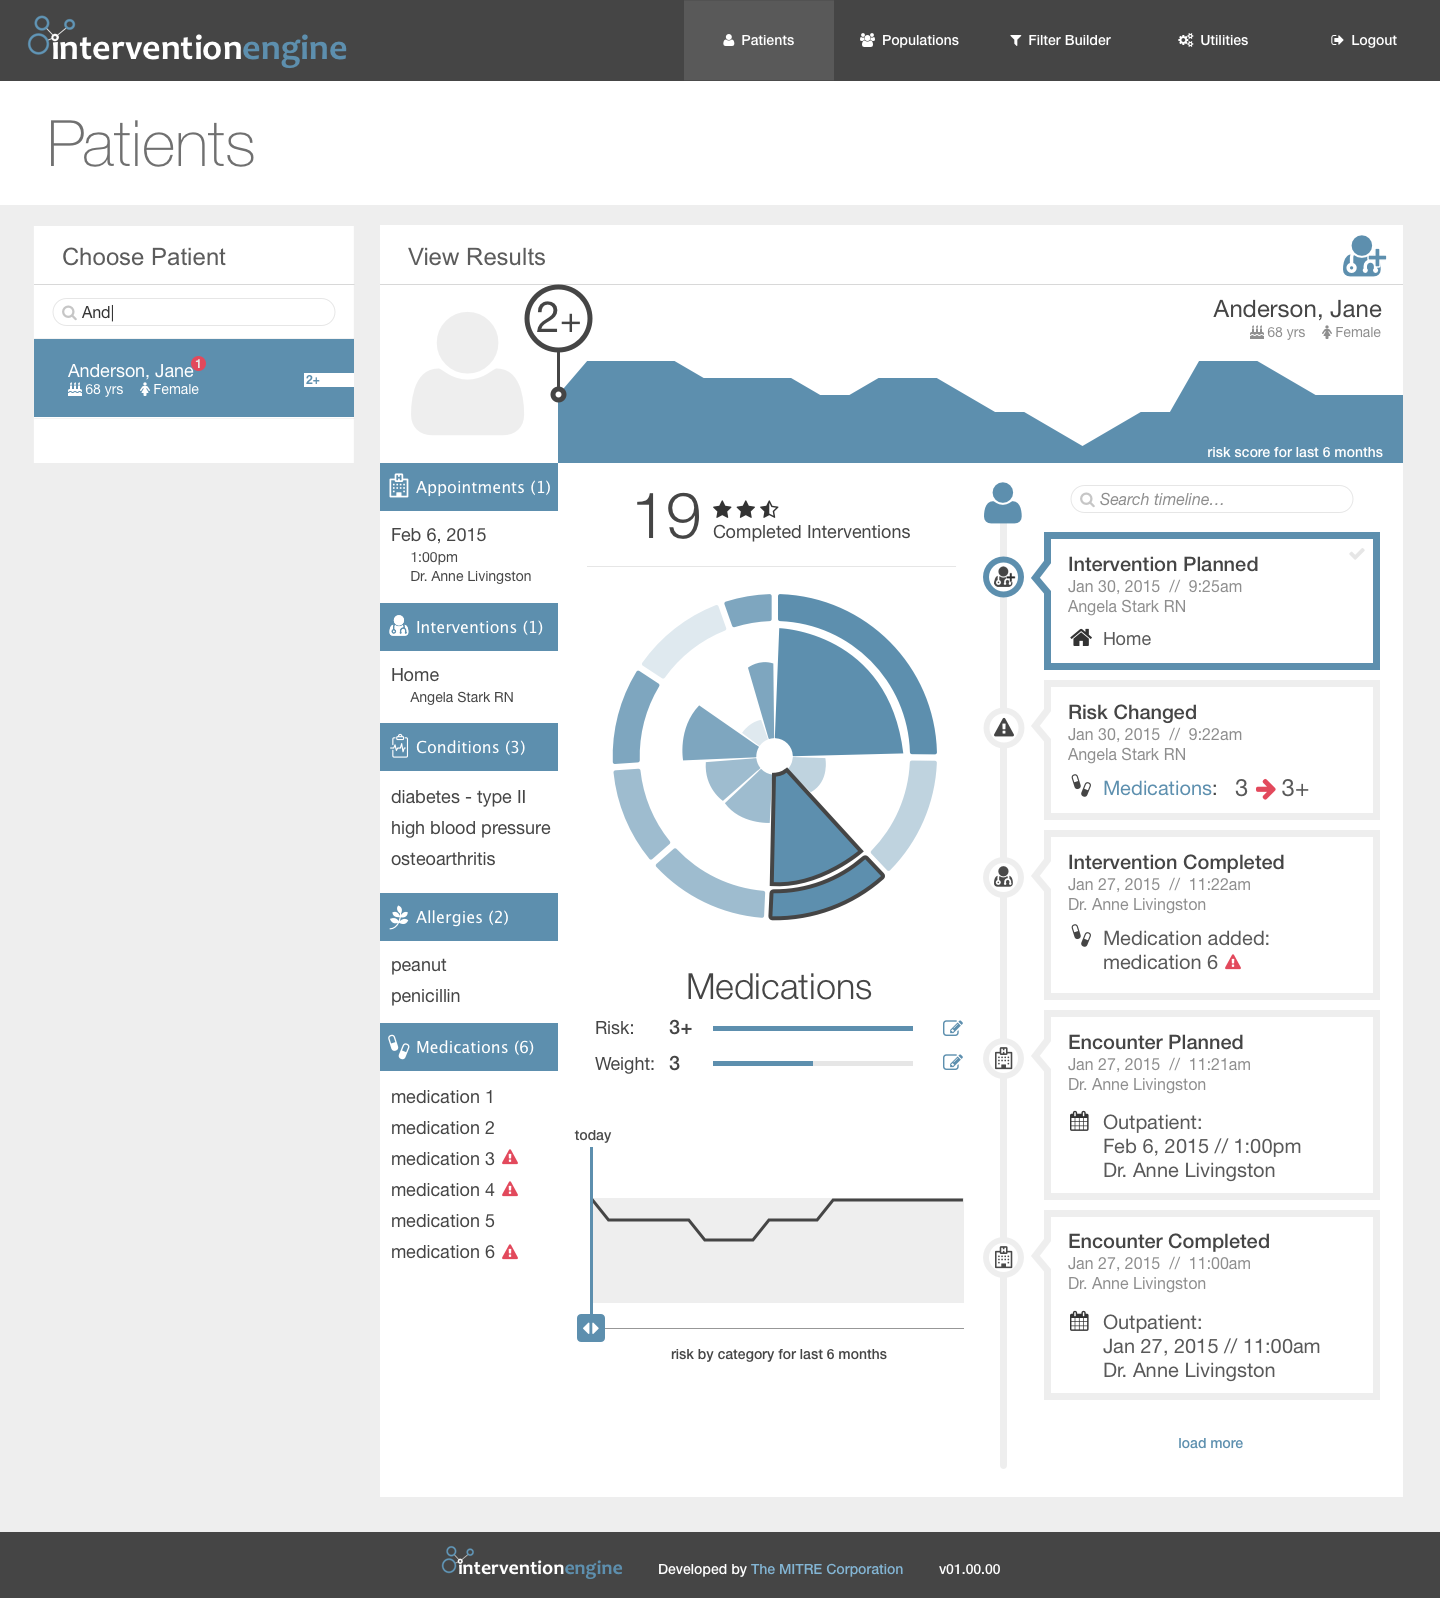 interventionengine
Patients
Populations
Filter Builder
Utilities
Logout
Patients
Choose Patient
And
Anderson, Jane 1
68 yrs Female
2+
View Results
2+
Anderson, Jane
68 yrs Female
risk score for last 6 months
Appointments (1)
Feb 6, 2015
1:00pm
Dr. Anne Livingston
Interventions (1)
Home
Angela Stark RN
Conditions (3)
diabetes - type II
high blood pressure
osteoarthritis
Allergies (2)
peanut
penicillin
Medications (6)
medication 1
medication 2
medication 3
medication 4
medication 5
medication 6
19
Completed Interventions
Medications
Risk: 3+
Weight: 3
today
risk by category for last 6 months
Search timeline...
Intervention Planned
Jan 30, 2015 // 9:25am
Angela Stark RN
Home
Risk Changed
Jan 30, 2015 // 9:22am
Angela Stark RN
Medications: 3 3+
Intervention Completed
Jan 27, 2015 // 11:22am
Dr. Anne Livingston
Medication added:
medication 6
Encounter Planned
Jan 27, 2015 // 11:21am
Dr. Anne Livingston
Outpatient:
Feb 6, 2015 // 1:00pm
Dr. Anne Livingston
Encounter Completed
Jan 27, 2015 // 11:00am
Dr. Anne Livingston
Outpatient:
Jan 27, 2015 // 11:00am
Dr. Anne Livingston
load more
interventionengine
Developed by The MITRE Corporation
v01.00.00